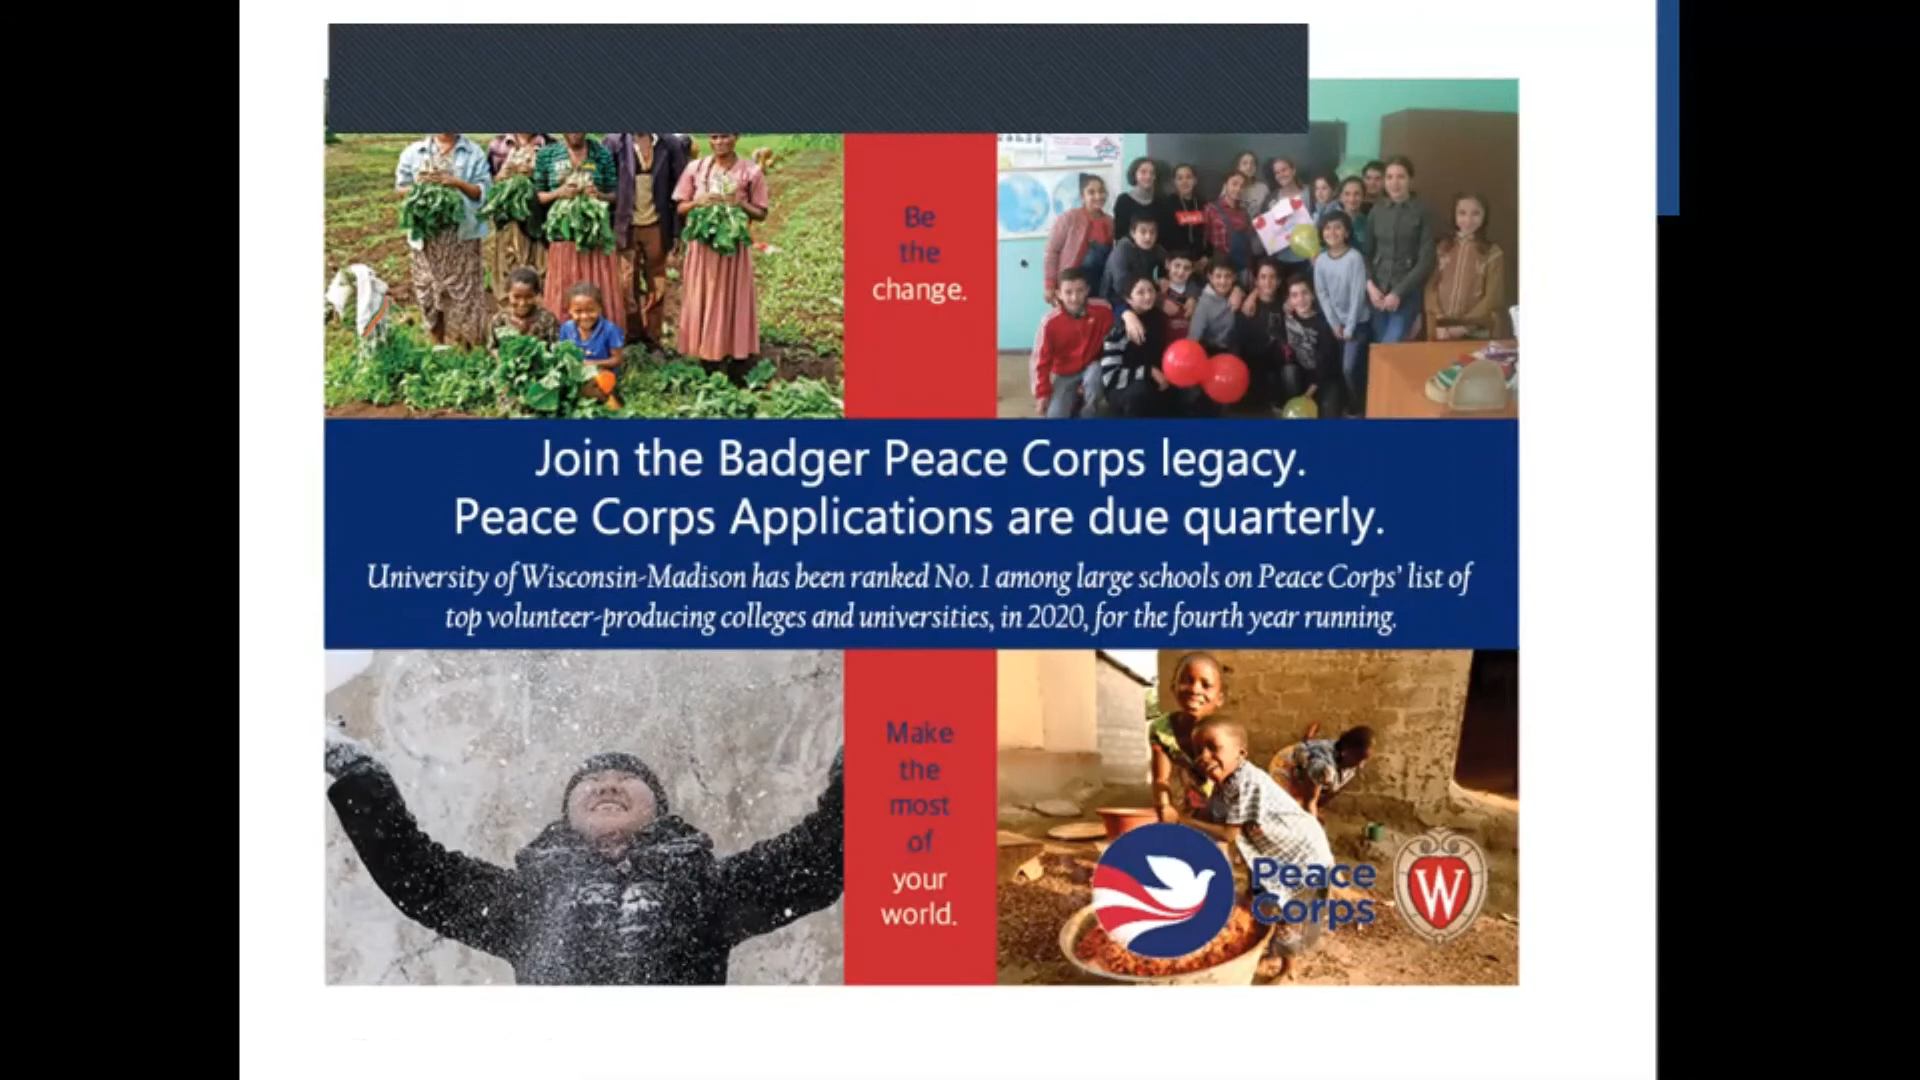 Be
the
change.
Join the Badger Peace Corps legacy.
Peace Corps Applications are due quarterly.
University of Wisconsin-Madison has been ranked No. 1 among large schools on Peace Corps' list of
top volunteer-producing colleges and universities, in 2020, for the fourth year running.
Make
the
most
of
your
world.
Peace
Corps
W